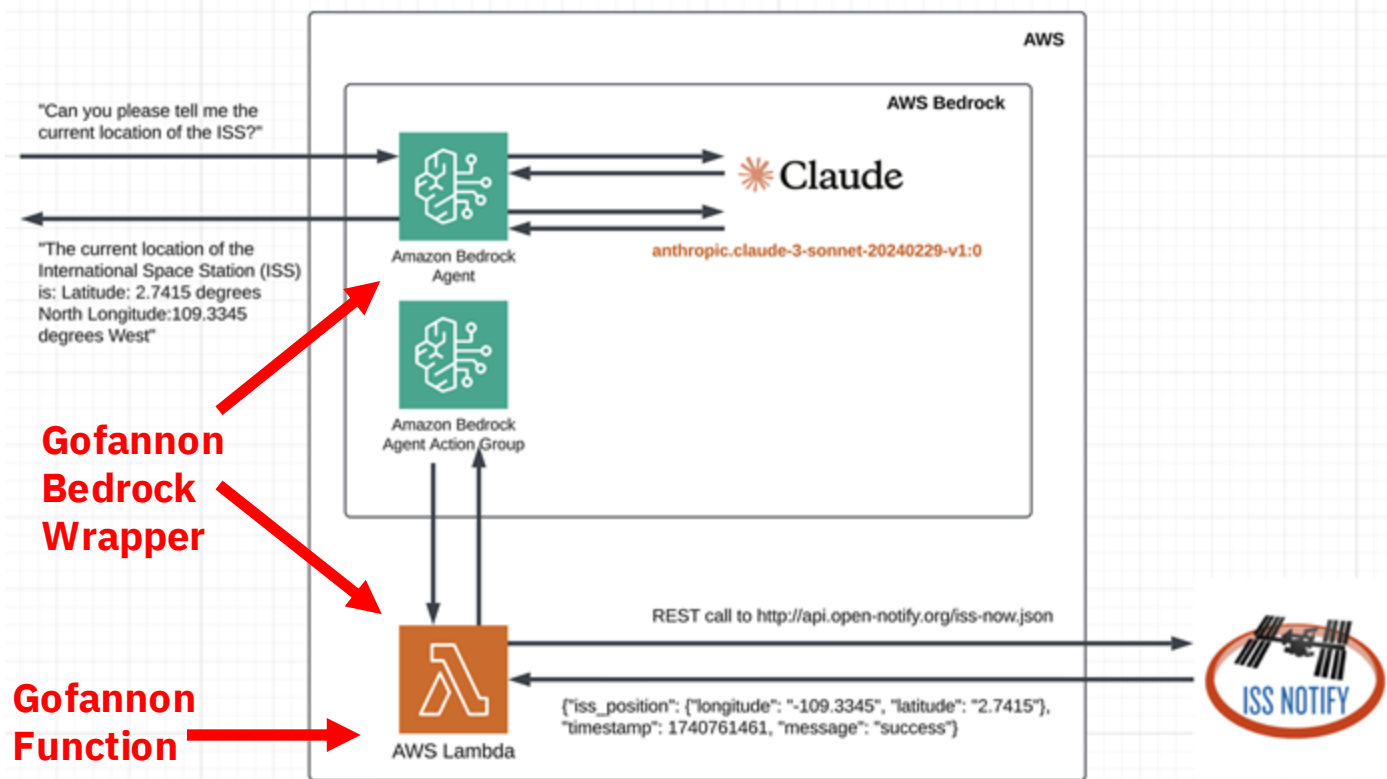 AWS
AWS Bedrock
"Can you please tell me the
current location of the ISS?"
Claude
Amazon Bedrock
Agent
anthropic.claude-3-sonnet-20240229-v1:0
"The current location of the
International Space Station (ISS)
is: Latitude: 2.7415 degrees
North Longitude:109.3345
degrees West"
Amazon Bedrock
Agent Action Group
Gofannon
Bedrock
Wrapper
REST call to http://api.open-notify.org/iss-now.json
ISS NOTIFY
{"iss_position": {"longitude": "-109.3345", "latitude": "2.7415"},
"timestamp": 1740761461, "message": "success"}
Gofannon
Function
AWS Lambda